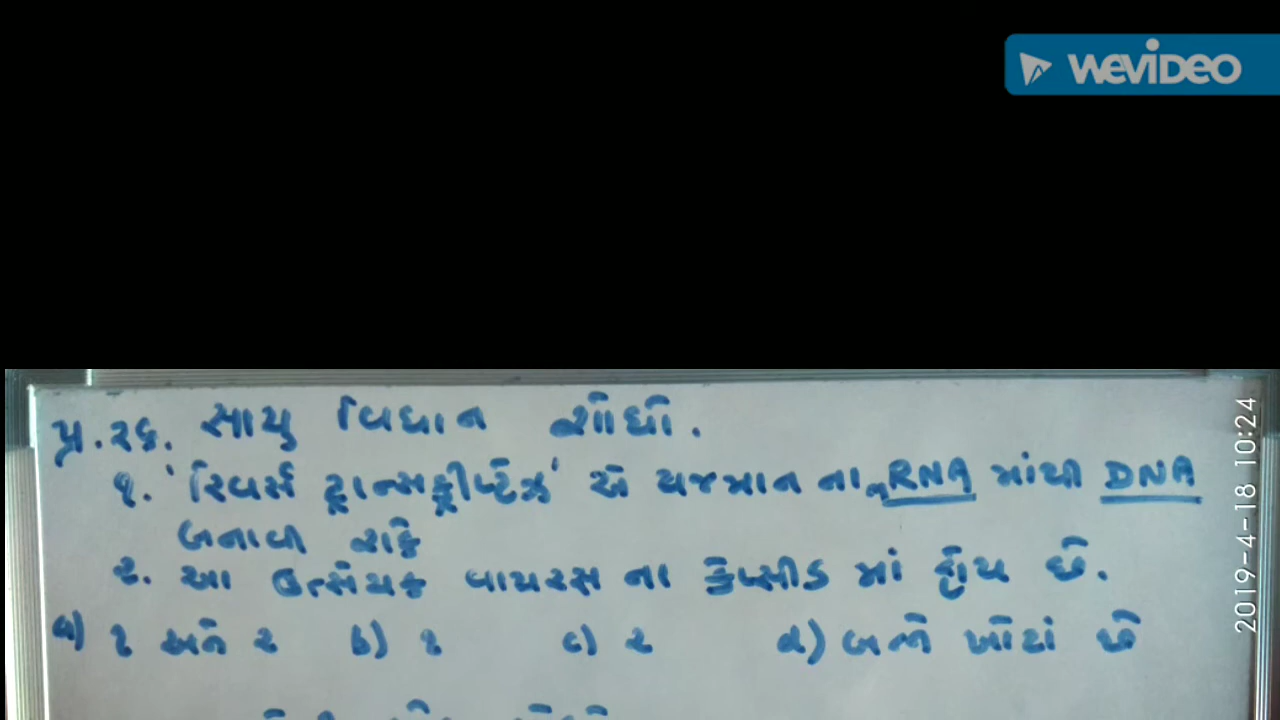 WEVIDEO
પ્ર.૨૬. સાચુ વિધાન શોધો.
૧. 'રિવર્સ ટ્રાન્સક્રીપ્ટેઝ' એ યજમાન ના RNA માંથી DNA
બનાવી શકે
૨. આ ઉત્સેચક વાયરસ ના કેપ્સીડ માં હોય છે.
a) ૧ અને ૨ b) ૧ c) ૨ d) બન્ને ખોટાં છે
2019-4-18 10:24